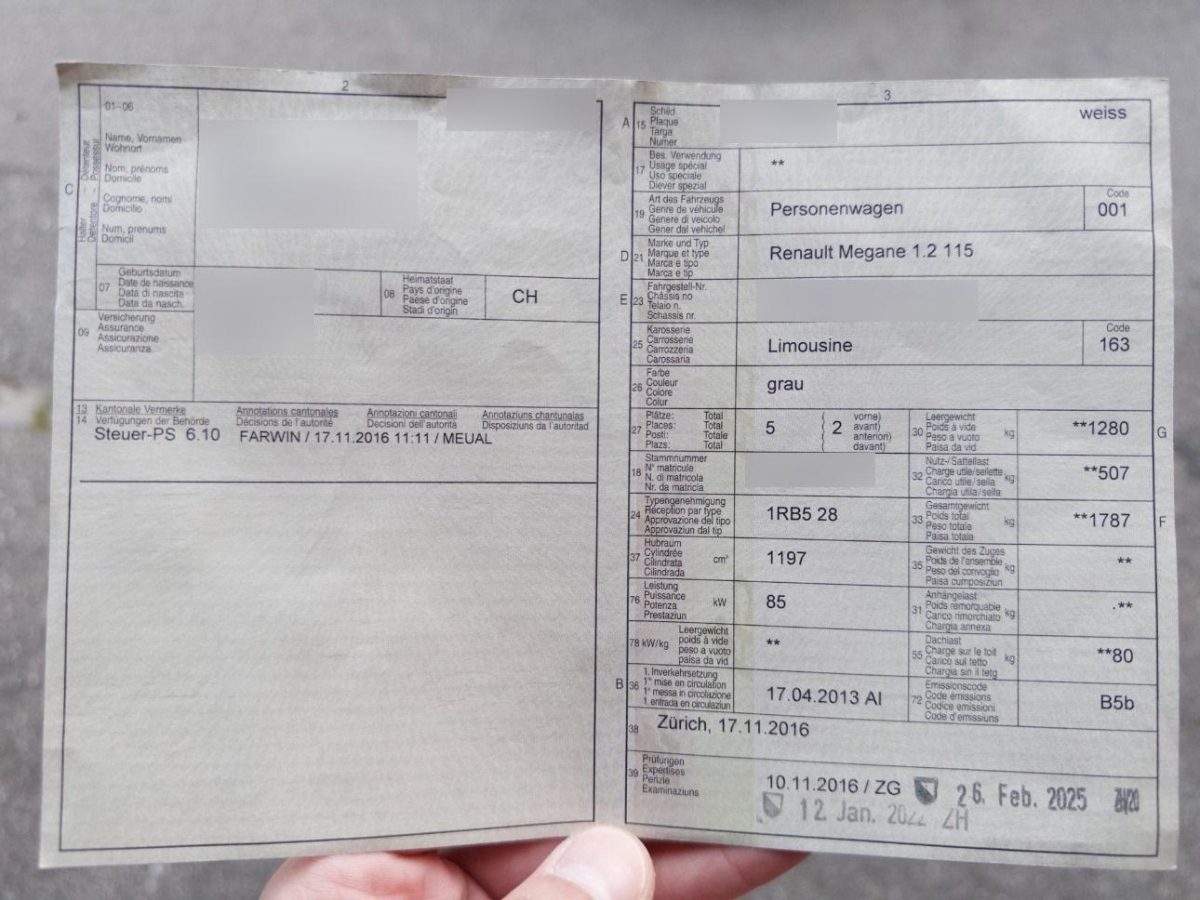 2
01–06
C
Halter – Détenteur
Detentore – Possessur
Name, Vornamen
Wohnort
Nom, prénoms
Domicile
Cognome, nomi
Domicilio
Num, prenums
Domicil
07
Geburtsdatum
Date de naissance
Data di nascita
Data da nasch.
08
Heimatstaat
Pays d'origine
Paese d'origine
Stadi d'origin
CH
09
Versicherung
Assurance
Assicurazione
Assicuranza
13 Kantonale Vermerke Annotations cantonales Annotazioni cantonali Annotaziuns chantunalas
14 Verfügungen der Behörde Décisions de l'autorité Decisioni dell'autorità Disposiziuns da l'autoritad
Steuer-PS 6.10 FARWIN / 17.11.2016 11:11 / MEUAL
3
A 15
Schild
Plaque
Targa
Numer
weiss
17
Bes. Verwendung
Usage spécial
Uso speciale
Diever spezial
**
19
Art des Fahrzeugs
Genre de véhicule
Genere di veicolo
Gener dal vehichel
Personenwagen
Code
001
D 21
Marke und Typ
Marque et type
Marca e tipo
Marca e tip
Renault Megane 1.2 115
E 23
Fahrgestell-Nr.
Châssis no
Telaio n.
Schassis nr.
25
Karosserie
Carrosserie
Carrozzeria
Carossaria
Limousine
Code
163
26
Farbe
Couleur
Colore
Colur
grau
27
Plätze: Total
Places: Total
Posti: Totale
Plazs: Total
5
2
vorne)
avant)
anteriori)
davant)
30
Leergewicht
Poids à vide
Peso a vuoto
Paisa da vid
kg
**1280
G
18
Stammnummer
N° matricule
N. di matricola
Nr. da matricla
32
Nutz-/Sattellast
Charge utile/sellette
Carico utile/sella
Chargia utila/sella
kg
**507
24
Typengenehmigung
Réception par type
Approvazione del tipo
Approvaziun dal tip
1RB5 28
33
Gesamtgewicht
Poids total
Peso totale
Paisa totala
kg
**1787
F
37
Hubraum
Cylindrée
Cilindrata
Cilindrada
cm³
1197
35
Gewicht des Zuges
Poids de l'ensemble
Peso del convoglio
Paisa cumposiziun
kg
**
76
Leistung
Puissance
Potenza
Prestaziun
kW
85
31
Anhängelast
Poids remorquable
Carico rimorchiato
Chargia annexa
kg
.**
78 kW/kg
Leergewicht
poids à vide
peso a vuoto
paisa da vid
**
55
Dachlast
Charge sur le toit
Carico sul tetto
Chargia sin il tetg
kg
**80
B 36
1. Inverkehrsetzung
1re mise en circulation
1a messa in circolazione
1. entrada en circulaziun
17.04.2013 AI
72
Emissionscode
Code émissions
Codice emissioni
Code d'emissiuns
B5b
38
Zürich, 17.11.2016
39
Prüfungen
Expertises
Perizie
Examinaziuns
10.11.2016 / ZG
26. Feb. 2025
12. Jan. 2022 ZH